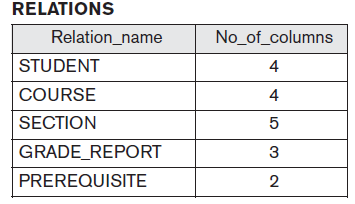 RELATIONS
Relation_name No_of_columns
STUDENT 4
COURSE 4
SECTION 5
GRADE_REPORT 3
PREREQUISITE 2